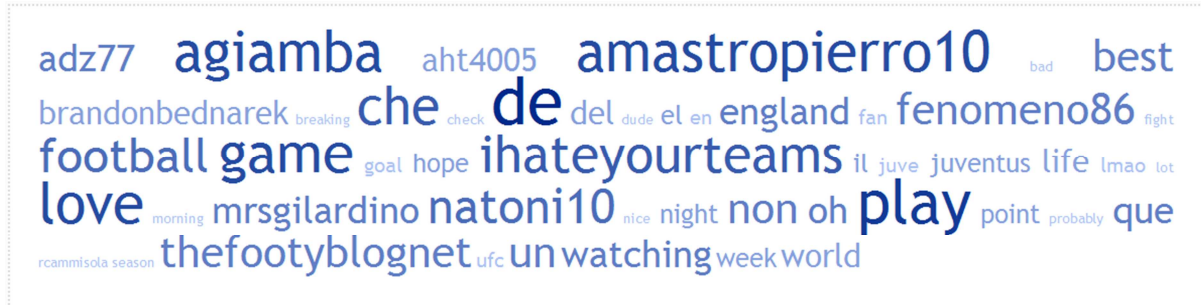 adz77 agiamba aht4005 amastropierro10 bad best
brandonbednarek breaking che check de del dude el en england fan fenomeno86 fight
football game goal hope ihateyourteams il juve juventus life lmao lot
love morning mrsgilardino natoni10 nice night non oh play point probably que
rcammisola season thefootyblognet ufc un watching week world